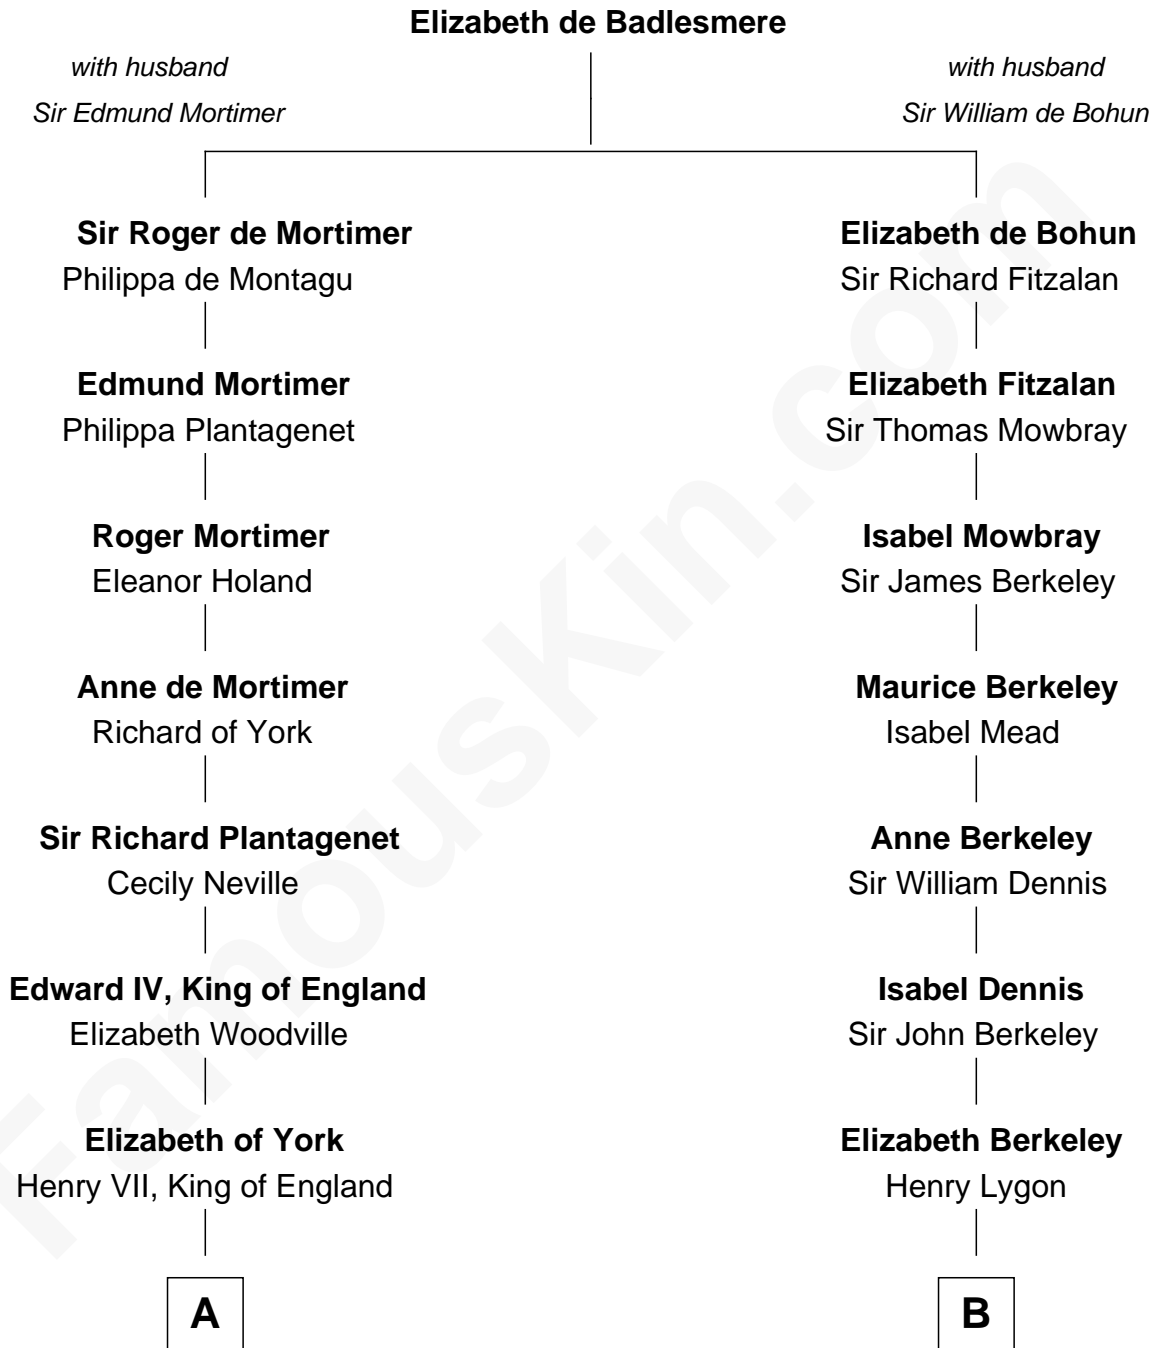 Elizabeth de Badlesmere
with husband
Sir Edmund Mortimer
with husband
Sir William de Bohun
Sir Roger de Mortimer
Philippa de Montagu
Elizabeth de Bohun
Sir Richard Fitzalan
Edmund Mortimer
Philippa Plantagenet
Elizabeth Fitzalan
Sir Thomas Mowbray
Roger Mortimer
Eleanor Holand
Isabel Mowbray
Sir James Berkeley
Anne de Mortimer
Richard of York
Maurice Berkeley
Isabel Mead
Sir Richard Plantagenet
Cecily Neville
Anne Berkeley
Sir William Dennis
Edward IV, King of England
Elizabeth Woodville
Isabel Dennis
Sir John Berkeley
Elizabeth of York
Henry VII, King of England
Elizabeth Berkeley
Henry Lygon
A
B
FamousKin.com